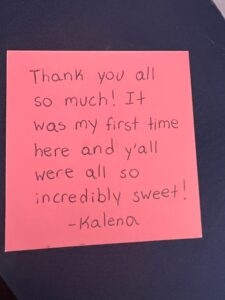 Thank you all
so much! It
was my first time
here and y'all
were all so
incredibly sweet!
-Kalena